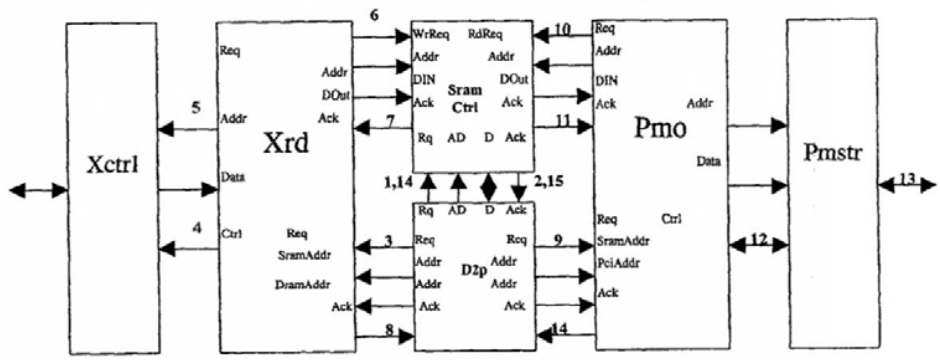 6
10
Req
WrReq RdReq
Req
Addr
Addr
Addr
Addr
DIN
DOut
DIN
DOut
Sram
Ctrl
Ack
Ack
Ack
Addr
5
Addr
Ack
7
11
Xrd
Pmo
Rq AD D Ack
Xctrl
Pmstr
Data
Data
1,14
2,15
13
4
Rq AD D Ack
Ctrl
Req
3
Req
Req
9
Req
Ctrl
SramAddr
12
SramAddr
Addr
Addr
D2p
PciAddr
DramAddr
Addr
Addr
Ack
Ack
Ack
Ack
8
14